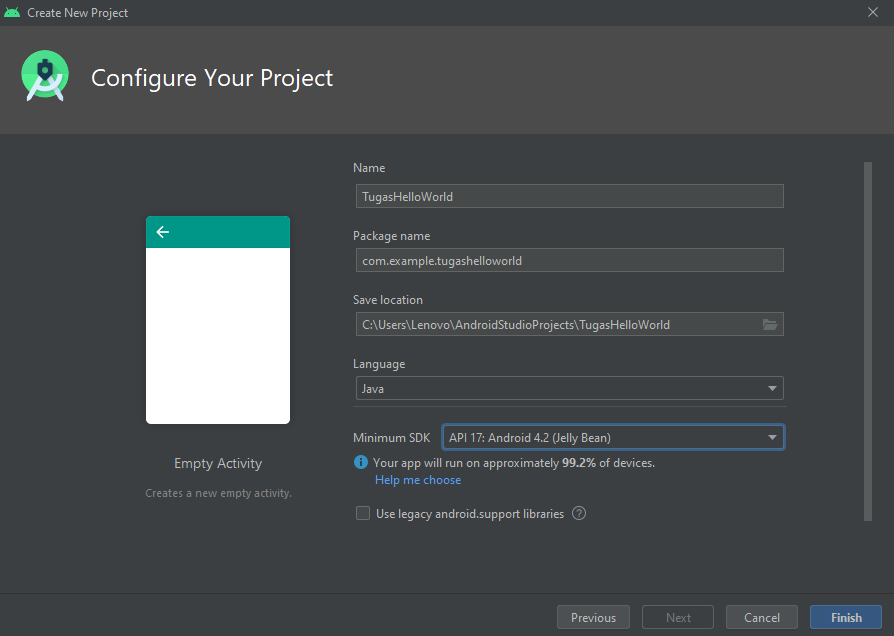 Create New Project
Configure Your Project
Name
TugasHelloWorld
Package name
com.example.tugashelloworld
Save location
C:\Users\Lenovo\AndroidStudioProjects\TugasHelloWorld
Language
Java
Minimum SDK
API 17: Android 4.2 (Jelly Bean)
Your app will run on approximately 99.2% of devices.
Help me choose
Use legacy android.support libraries
?
Empty Activity
Creates a new empty activity.
Previous
Next
Cancel
Finish